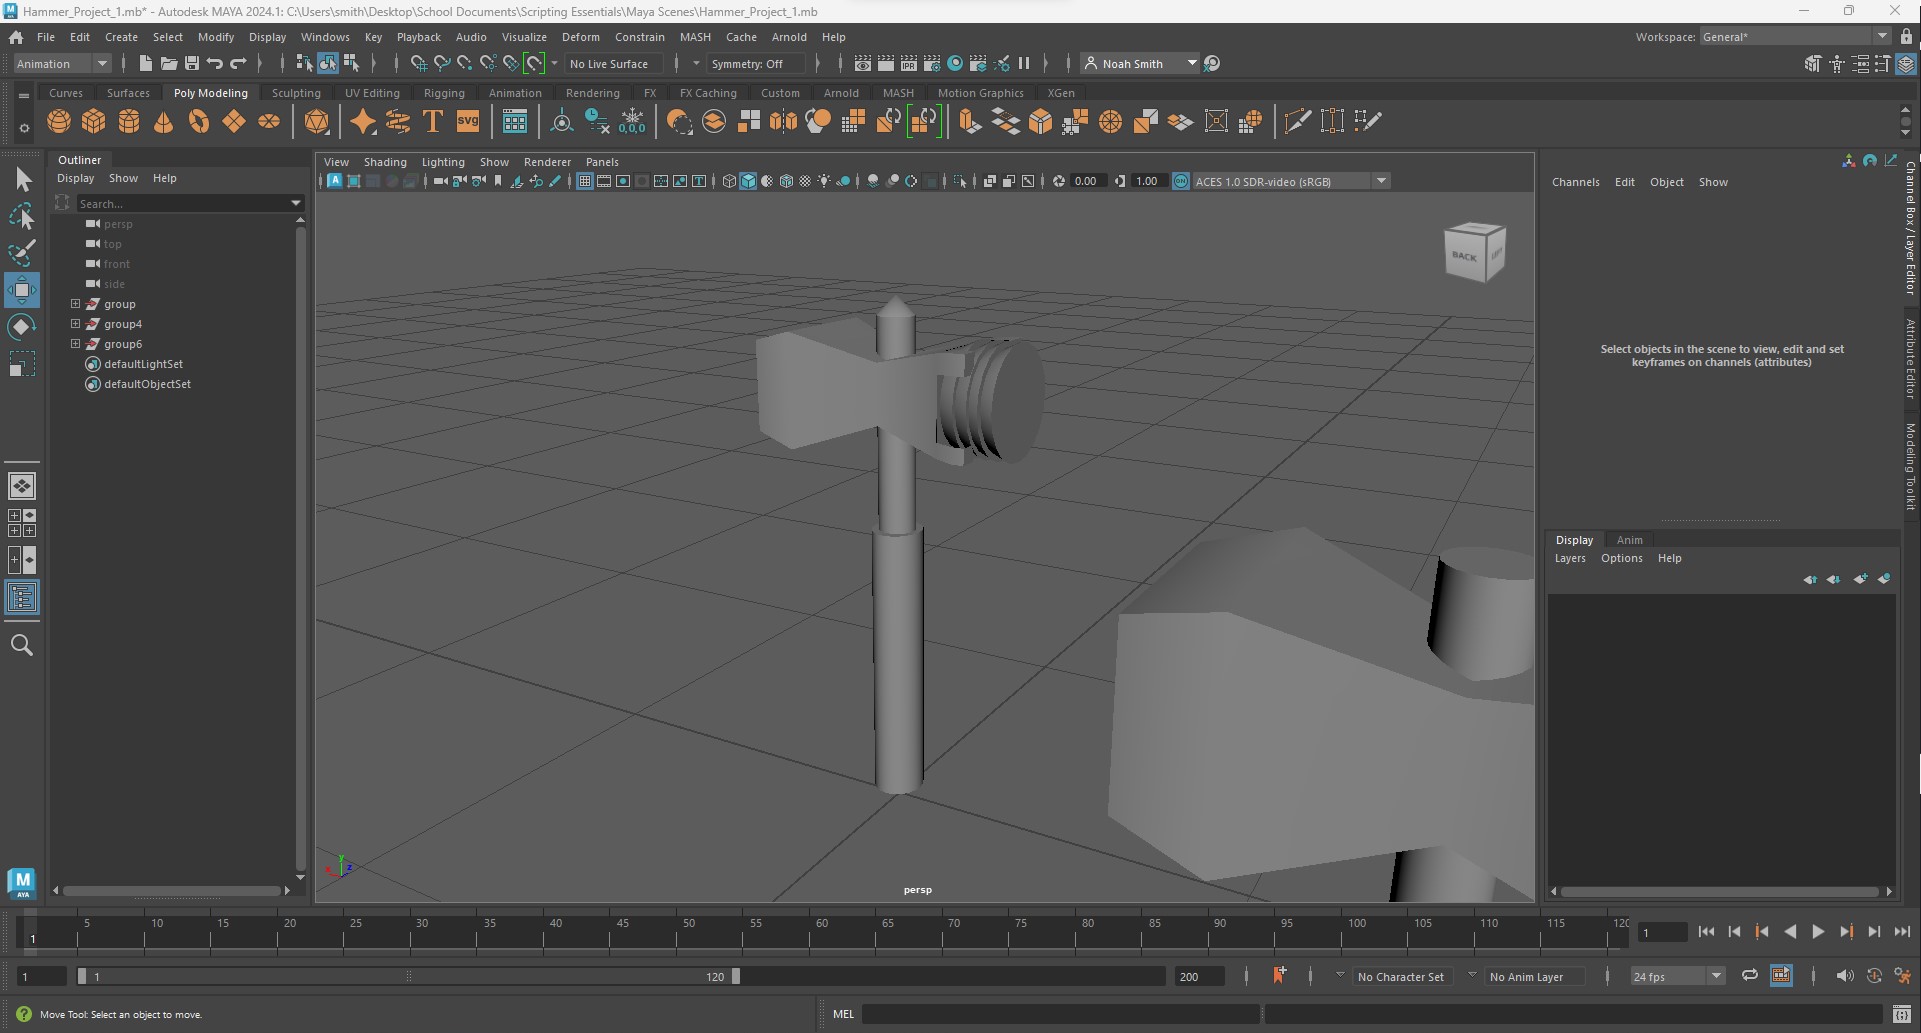 Hammer_Project_1.mb* - Autodesk MAYA 2024.1: C:\Users\smith\Desktop\School Documents\Scripting Essentials\Maya Scenes\Hammer_Project_1.mb
File Edit Create Select Modify Display Windows Key Playback Audio Visualize Deform Constrain MASH Cache Arnold Help
Workspace: General*
Animation No Live Surface Symmetry: Off IPR Noah Smith
Curves Surfaces Poly Modeling Sculpting UV Editing Rigging Animation Rendering FX FX Caching Custom Arnold MASH Motion Graphics XGen
T svg 0,0,0
Outliner
Display Show Help
Search...
persp
top
front
side
group
group4
group6
defaultLightSet
defaultObjectSet
View Shading Lighting Show Renderer Panels
0.00 1.00 ON ACES 1.0 SDR-video (sRGB)
BACK
persp
y
x
z
Channels Edit Object Show
Select objects in the scene to view, edit and set
keyframes on channels (attributes)
Channel Box / Layer Editor
Attribute Editor
Modeling Toolkit
Display Anim
Layers Options Help
M
AYA
5 10 15 20 25 30 35 40 45 50 55 60 65 70 75 80 85 90 95 100 105 110 115 120
1
1
1 1 120 200 No Character Set No Anim Layer 24 fps
Move Tool: Select an object to move.
MEL